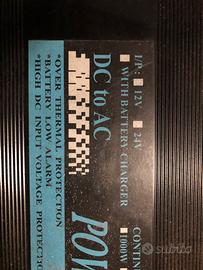 I/P: 12V 24V
WITH BATTERY CHARGER
DC to AC
CONTIN
1000W
POW
*OVER THERMAL PROTECTION
*BATTERY LOW ALARM
*HIGH DC INPUT VOLTAGE PROTECTIO
subito